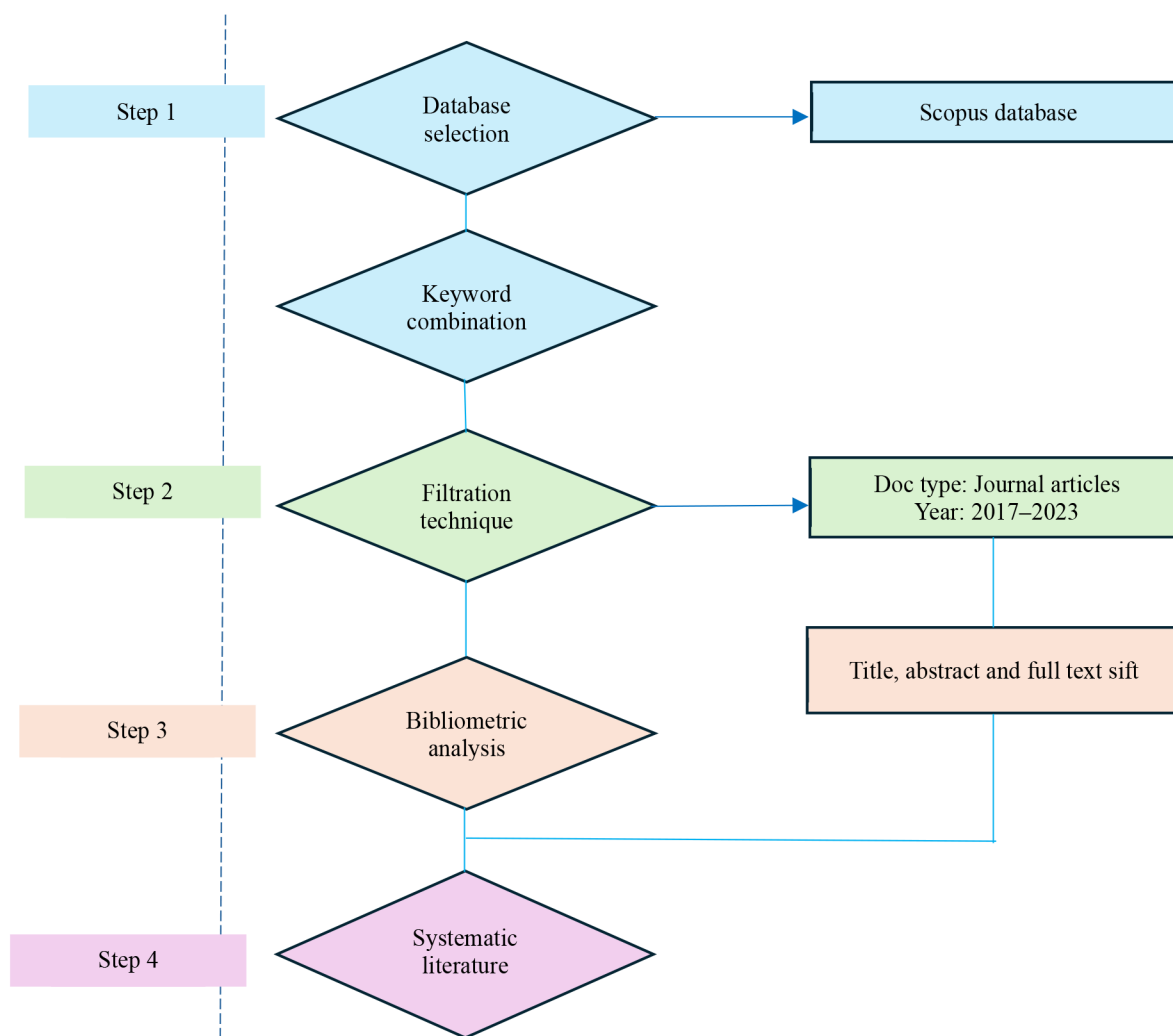 Step 1
Database
selection
Scopus database
Keyword
combination
Step 2
Filtration
technique
Doc type: Journal articles
Year: 2017–2023
Title, abstract and full text sift
Step 3
Bibliometric
analysis
Step 4
Systematic
literature